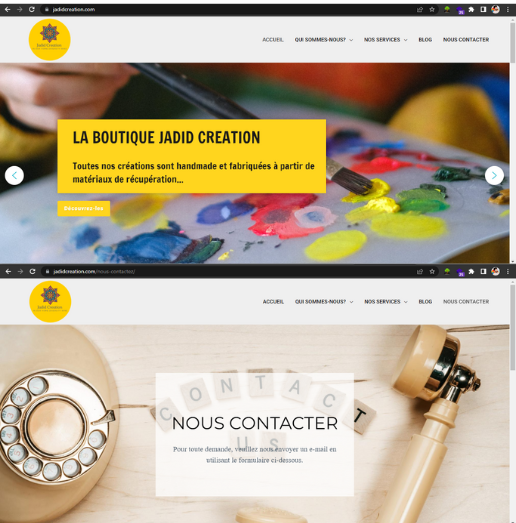 jadidcreation.com
Jadid Creation
ACCUEIL QUI SOMMES-NOUS? NOS SERVICES BLOG NOUS CONTACTER
LA BOUTIQUE JADID CREATION
Toutes nos créations sont handmade et fabriquées à partir de
matériaux de récupération...
Découvrez-les
jadidcreation.com/nous-contacter/
Jadid Creation
ACCUEIL QUI SOMMES-NOUS? NOS SERVICES BLOG NOUS CONTACTER
CONTACT
US
NOUS CONTACTER
Pour toute demande, veuillez nous envoyer un e-mail en
utilisant le formulaire ci-dessous.